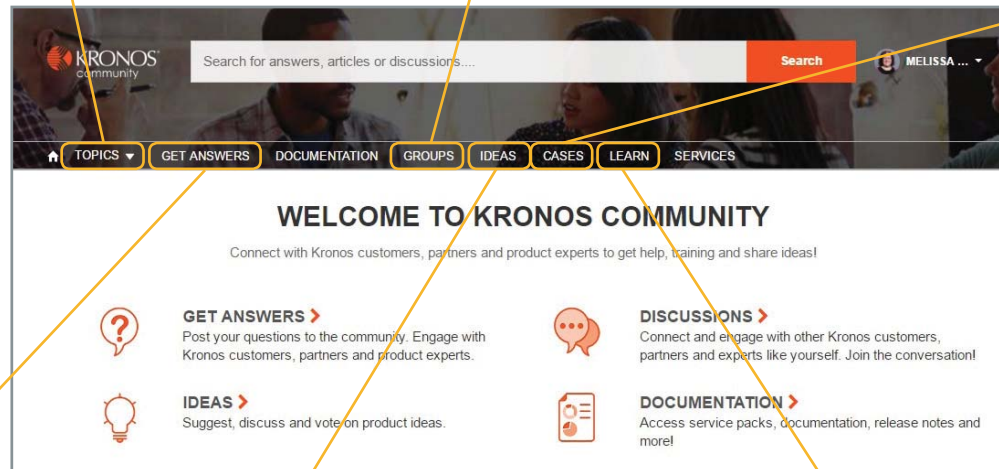 KRONOS
community
Search for answers, articles or discussions....
Search
MELISSA ...
TOPICS
GET ANSWERS
DOCUMENTATION
GROUPS
IDEAS
CASES
LEARN
SERVICES
WELCOME TO KRONOS COMMUNITY
Connect with Kronos customers, partners and product experts to get help, training and share ideas!
GET ANSWERS >
Post your questions to the community. Engage with
Kronos customers, partners and product experts.
DISCUSSIONS >
Connect and engage with other Kronos customers,
partners and experts like yourself. Join the conversation!
IDEAS >
Suggest, discuss and vote on product ideas.
DOCUMENTATION >
Access service packs, documentation, release notes and
more!